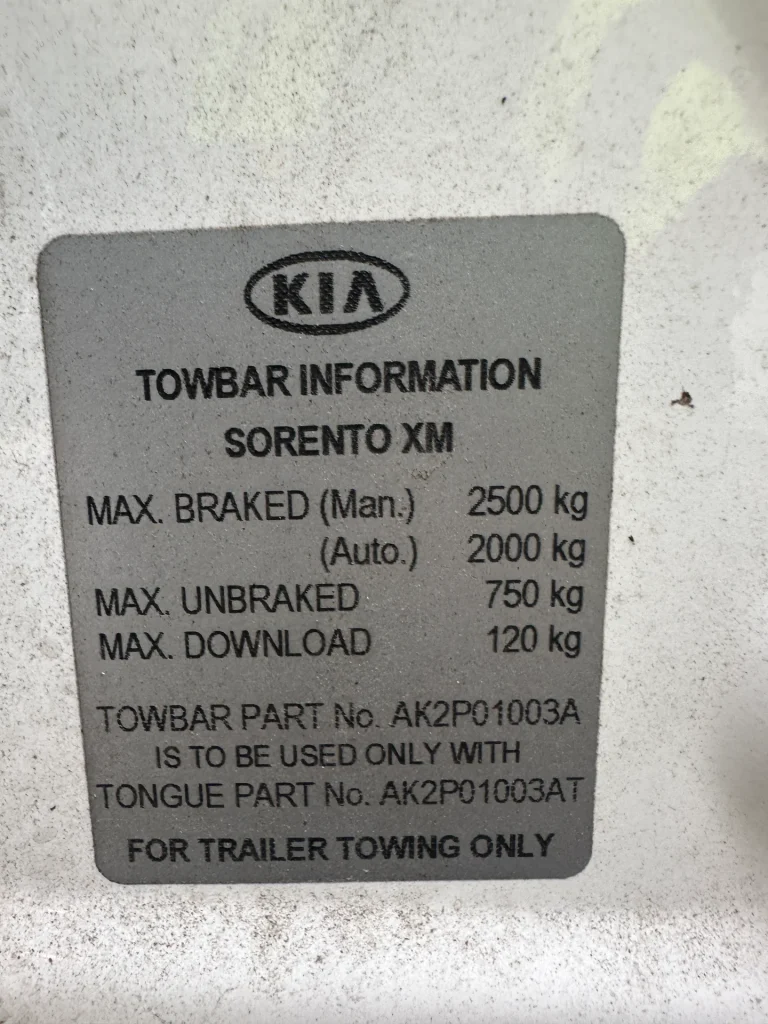 KIA
TOWBAR INFORMATION
SORENTO XM
MAX. BRAKED (Man.) 2500 kg
(Auto.) 2000 kg
MAX. UNBRAKED 750 kg
MAX. DOWNLOAD 120 kg
TOWBAR PART No. AK2P01003A
IS TO BE USED ONLY WITH
TONGUE PART No. AK2P01003AT
FOR TRAILER TOWING ONLY